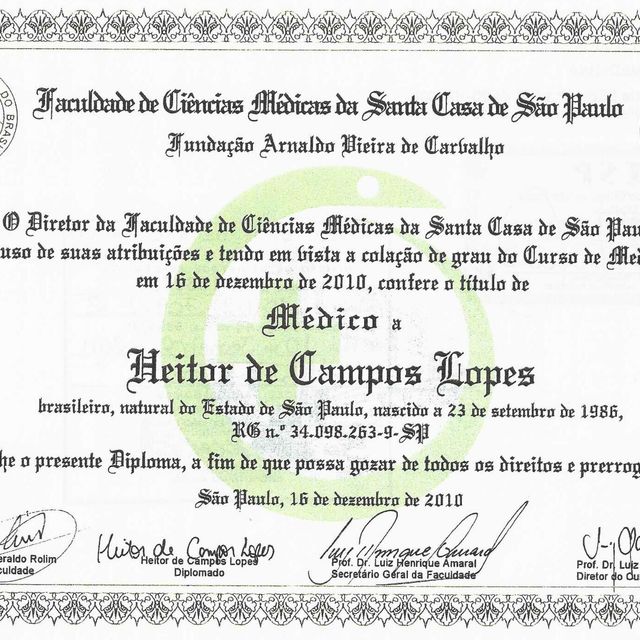 DO BRASIL
Faculdade de Ciências Médicas da Santa Casa de São Paulo
Fundação Arnaldo Vieira de Carvalho
O Diretor da Faculdade de Ciências Médicas da Santa Casa de São Pau
uso de suas atribuições e tendo em vista a colação de grau do Curso de Me
em 16 de dezembro de 2010, confere o título de
Médico a
Heitor de Campos Lopes
brasileiro, natural do Estado de São Paulo, nascido a 23 de setembro de 1986,
RG n.º 34.098.263-9-SP
he o presente Diploma, a fim de que possa gozar de todos os direitos e prerrog
São Paulo, 16 de dezembro de 2010
Heitor de Campos Lopes
eraldo Rolim
culdade
Heitor de Campos Lopes
Diplomado
Prof. Dr. Luiz Henrique Amaral
Secretário Geral da Faculdade
Prof. Dr. Luiz
Diretor do Cu